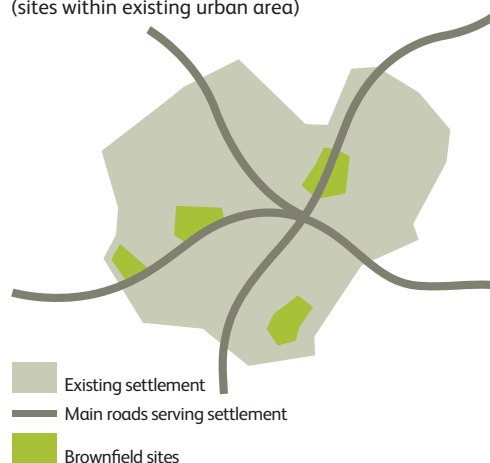 (sites within existing urban area)
Existing settlement
Main roads serving settlement
Brownfield sites